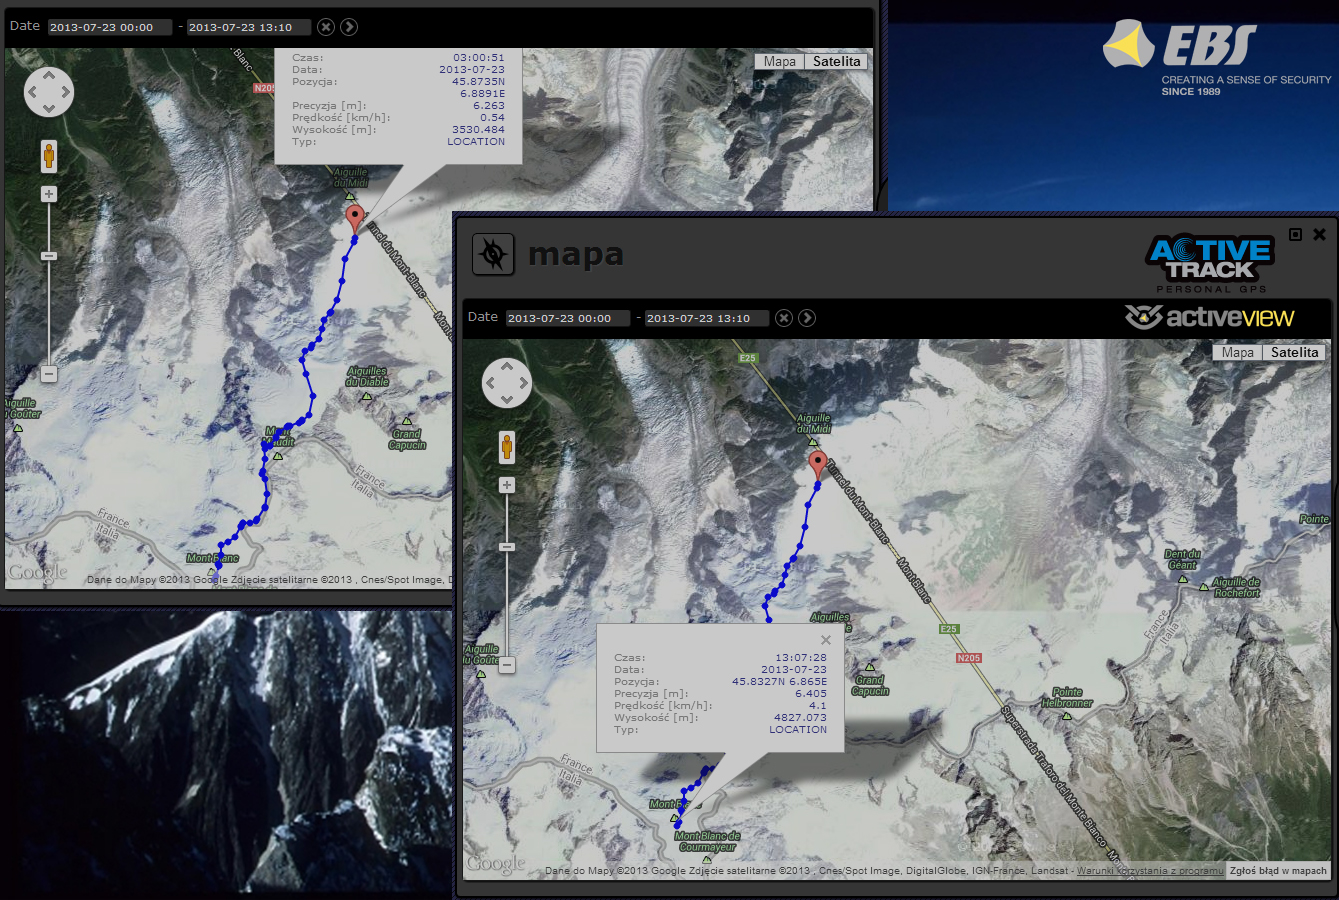 Date 2013-07-23 00:00 - 2013-07-23 13:10
Mapa Satelita
Blanc
N205
Czas: 03:00:51
Data: 2013-07-23
Pozycja: 45.8735N
6.8891E
Precyzja [m]: 6.263
Prędkość [km/h]: 0.54
Wysokość [m]: 3530.484
Typ: LOCATION
Aiguille
du Midi
Tunnel du Mont-Blanc
Aiguilles
du Diable
Aiguille
du Goûter
Grand
Capucin
Mont
Maudit
France
Italia
France
Italia
Mont Blanc
Google
Dane do Mapy ©2013 Google Zdjęcie satelitarne ©2013 , Cnes/Spot Image,
EBS
CREATING A SENSE OF SECURITY
SINCE 1989
mapa
ACTIVE
TRACK
PERSONAL GPS
Date 2013-07-23 00:00 - 2013-07-23 13:10
activeview
Mapa Satelita
E25
Aiguille
du Midi
Tunnel du Mont-Blanc
Mont-Blanc
Pointe
Dent du
Géant
Aiguille de
Rochefort
France
Italia
Aiguilles
E25
N205
Aiguille
du Goûter
Grand
Capucin
Pointe
Helbronner
Superstrada Traforo del Monte Bianco
Czas: 13:07:28
Data: 2013-07-23
Pozycja: 45.8327N 6.865E
Precyzja [m]: 6.405
Prędkość [km/h]: 4.1
Wysokość [m]: 4827.073
Typ: LOCATION
France
Italia
Mont Blanc
Mont Blanc de
Courmayeur
Google
Dane do Mapy ©2013 Google Zdjęcie satelitarne ©2013 , Cnes/Spot Image, DigitalGlobe, IGN-France, Landsat - Warunki korzystania z programu Zgłoś błąd w mapach